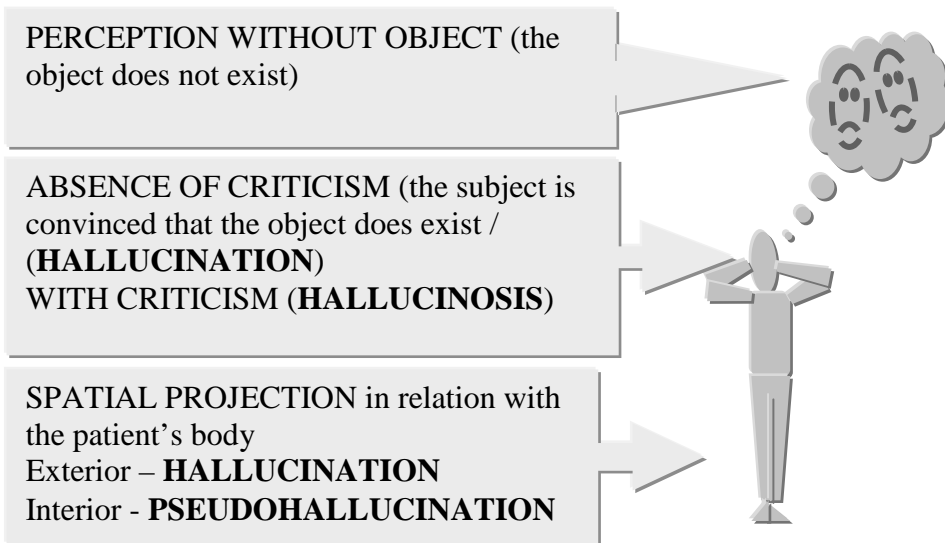 PERCEPTION WITHOUT OBJECT (the
object does not exist)
ABSENCE OF CRITICISM (the subject is
convinced that the object does exist /
(HALLUCINATION)
WITH CRITICISM (HALLUCINOSIS)
SPATIAL PROJECTION in relation with
the patient's body
Exterior – HALLUCINATION
Interior - PSEUDOHALLUCINATION